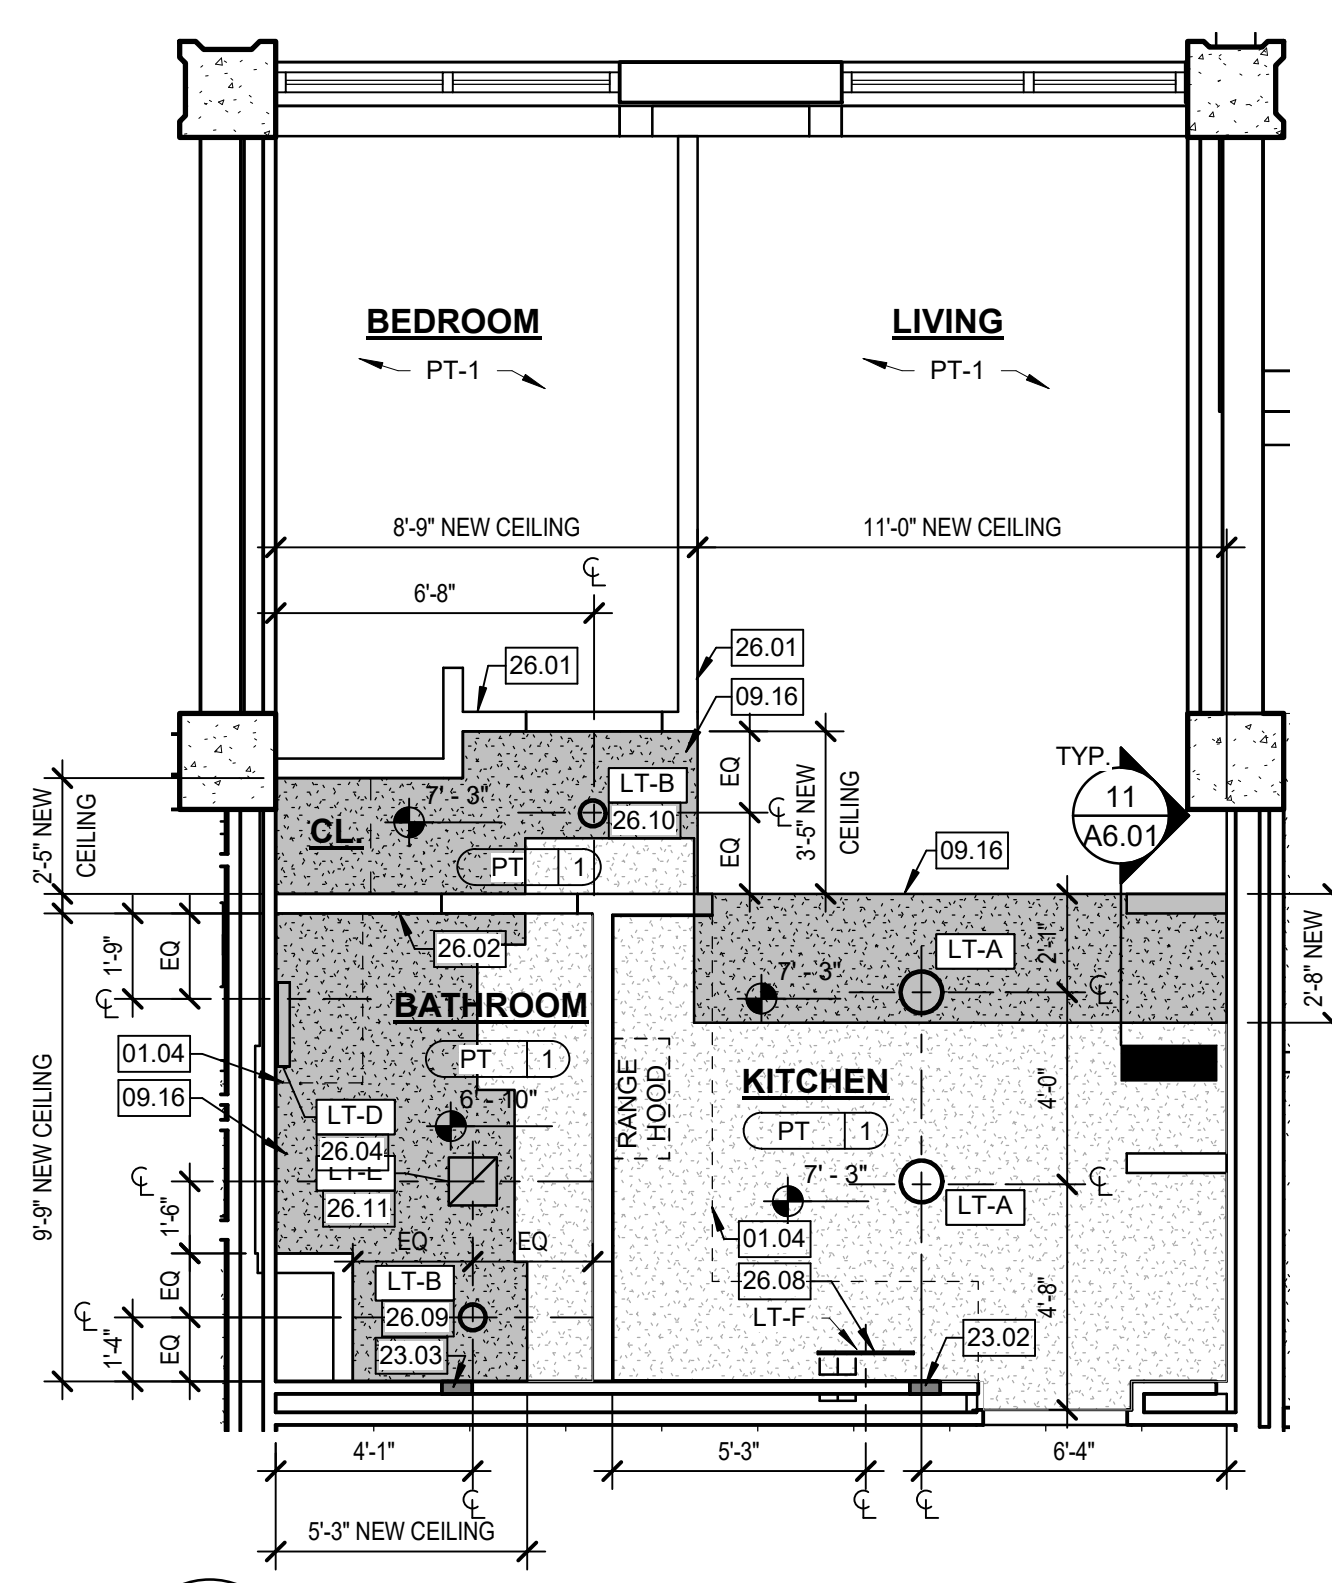 BEDROOM
PT-1
LIVING
PT-1
8'-9" NEW CEILING
11'-0" NEW CEILING
6'-8"
26.01
26.01
09.16
TYP.
11
A6.01
2'-5" NEW
CEILING
7' - 3"
LT-B
26.10
CL.
PT 1
EQ
EQ
3'-5" NEW
CEILING
09.16
1'-9"
EQ
26.02
LT-A
2'-1"
7' - 3"
2'-8" NEW
BATHROOM
PT 1
01.04
09.16
9'-9" NEW CEILING
LT-D
26.04
LT-E
26.11
6' - 10"
RANGE
HOOD
KITCHEN
PT 1
4'-0"
7' - 3"
LT-A
1'-6"
EQ
EQ
01.04
26.08
LT-F
4'-8"
EQ
LT-B
26.09
23.03
23.02
1'-4"
EQ
4'-1"
5'-3"
6'-4"
5'-3" NEW CEILING